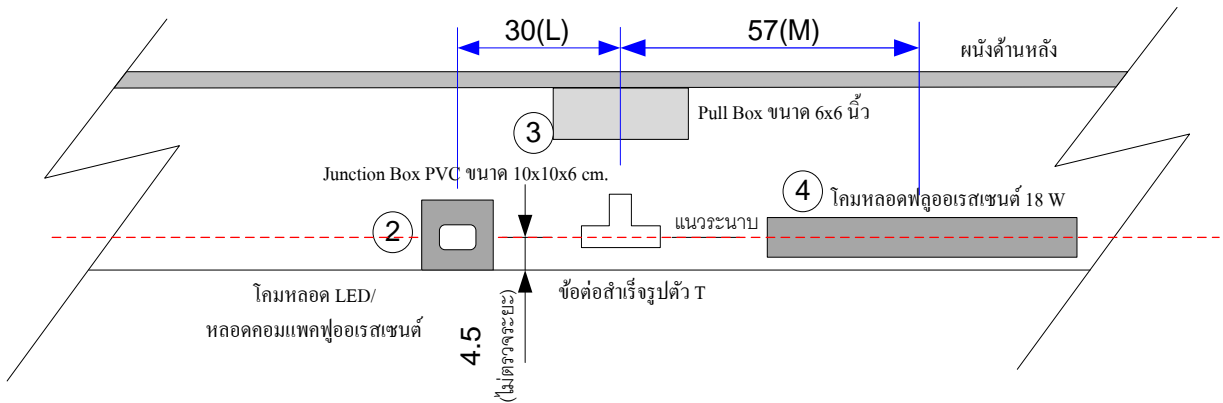 30(L)
57(M)
ผนังด้านหลัง
3
Pull Box ขนาด 6x6 นิ้ว
Junction Box PVC ขนาด 10x10x6 cm.
4
โคมหลอดฟลูออเรสเซนต์ 18 W
2
แนวระนาบ
โคมหลอด LED/
หลอดคอมแพคฟูออเรสเซนต์
4.5
(ไม่ตรวจระยะ)
ข้อต่อสำเร็จรูปตัว T